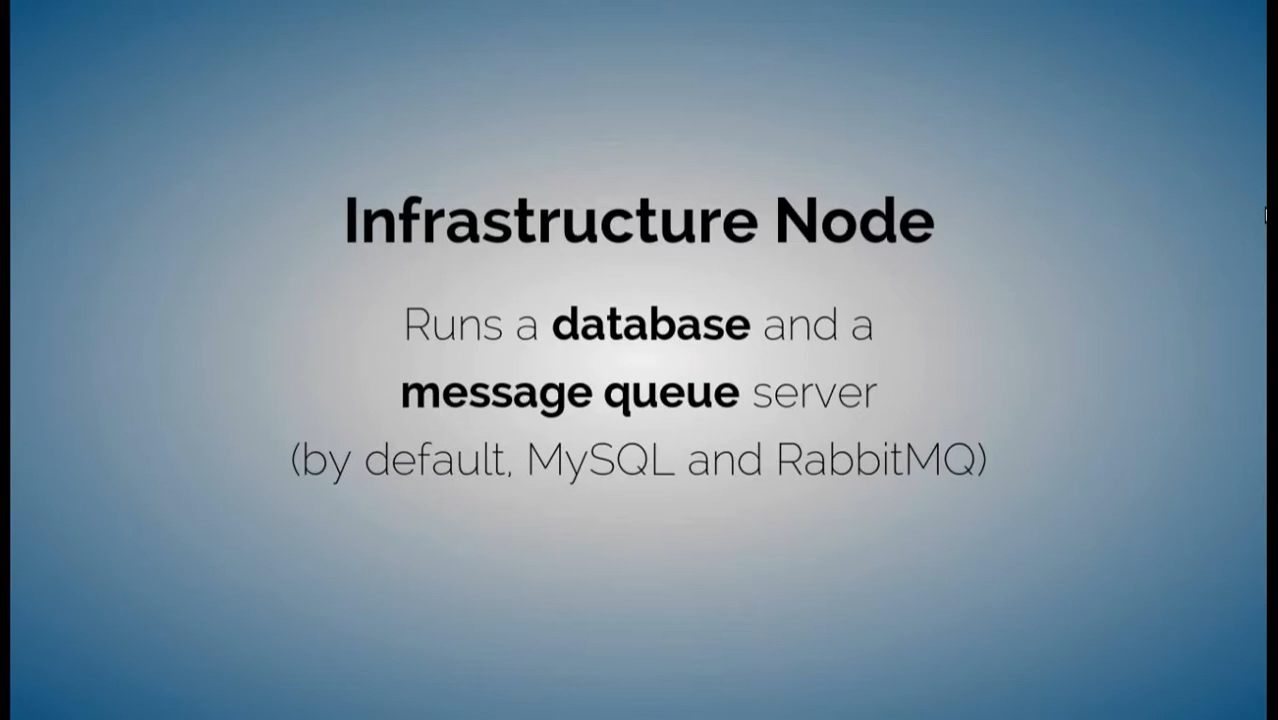 Infrastructure Node
Runs a database and a
message queue server
(by default, MySQL and RabbitMQ)